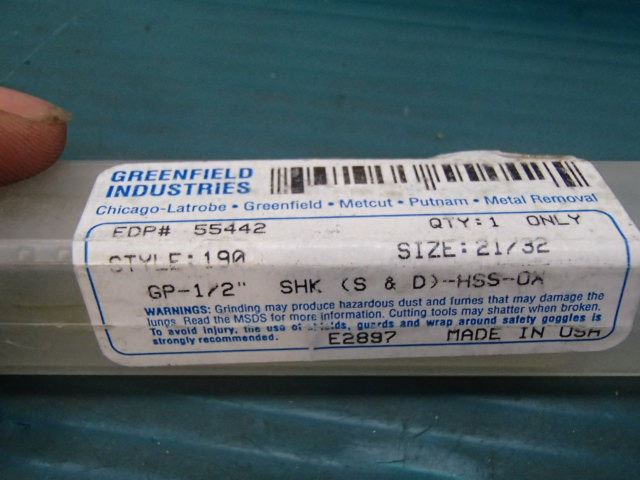 GREENFIELD
INDUSTRIES
Chicago-Latrobe • Greenfield • Metcut • Putnam • Metal Removal
EDP# 55442 QTY:1 ONLY
STYLE:190 SIZE:21/32
GP-1/2" SHK (S & D)-HSS-OX
WARNINGS: Grinding may produce hazardous dust and fumes that may damage the
lungs. Read the MSDS for more information. Cutting tools may shatter when broken.
To avoid injury, the use of shields, guards and wrap around safety goggles is
strongly recommended.
E2897 MADE IN USA